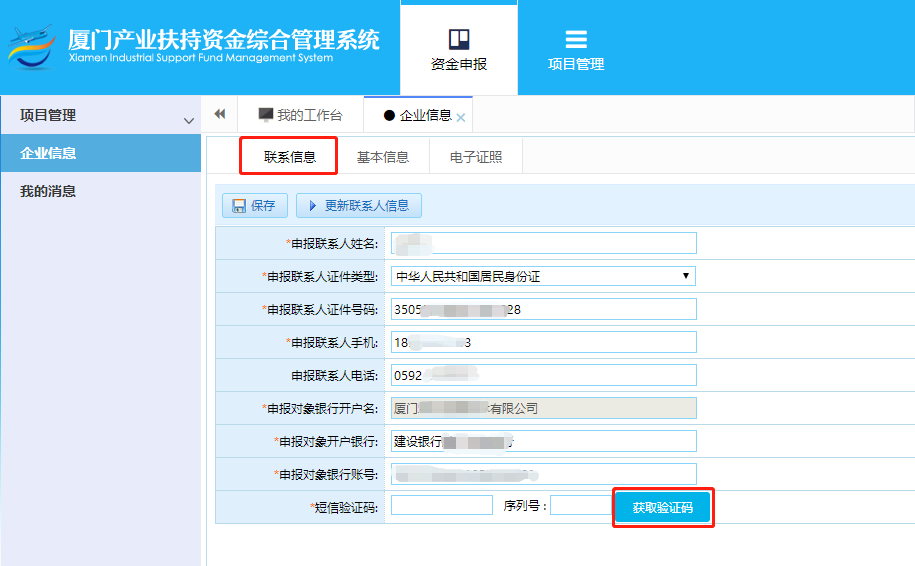 厦门产业扶持资金综合管理系统
Xiamen Industrial Support Fund Management System
资金申报
项目管理
项目管理
企业信息
我的消息
我的工作台
企业信息
联系信息
基本信息
电子证照
保存
更新联系人信息
*申报联系人姓名:
*申报联系人证件类型: 中华人民共和国居民身份证
*申报联系人证件号码: 3505 28
*申报联系人手机: 18 3
申报联系人电话: 0592
*申报对象银行开户名: 厦门 有限公司
*申报对象开户银行: 建设银行
*申报对象银行账号:
*短信验证码: 序列号: 获取验证码